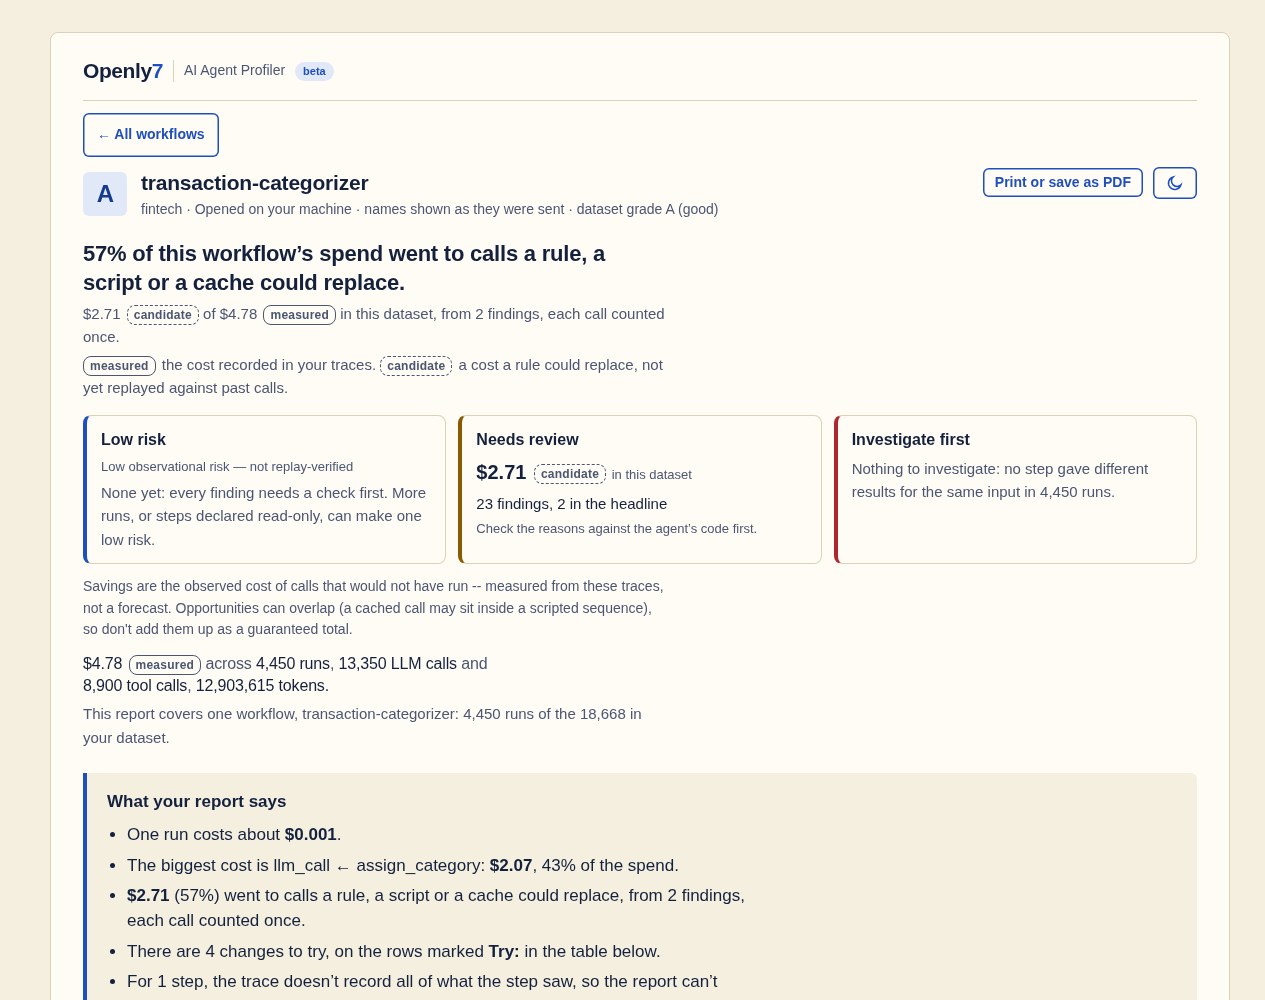 Openly7 AI Agent Profiler beta
← All workflows
A
transaction-categorizer
fintech · Opened on your machine · names shown as they were sent · dataset grade A (good)
Print or save as PDF
57% of this workflow’s spend went to calls a rule, a
script or a cache could replace.
$2.71 candidate of $4.78 measured in this dataset, from 2 findings, each call counted
once.
measured the cost recorded in your traces. candidate a cost a rule could replace, not
yet replayed against past calls.
Low risk
Low observational risk — not replay-verified
None yet: every finding needs a check first. More
runs, or steps declared read-only, can make one
low risk.
Needs review
$2.71 candidate in this dataset
23 findings, 2 in the headline
Check the reasons against the agent's code first.
Investigate first
Nothing to investigate: no step gave different
results for the same input in 4,450 runs.
Savings are the observed cost of calls that would not have run -- measured from these traces,
not a forecast. Opportunities can overlap (a cached call may sit inside a scripted sequence),
so don't add them up as a guaranteed total.
$4.78 measured across 4,450 runs, 13,350 LLM calls and
8,900 tool calls, 12,903,615 tokens.
This report covers one workflow, transaction-categorizer: 4,450 runs of the 18,668 in
your dataset.
What your report says
• One run costs about $0.001.
• The biggest cost is llm_call ← assign_category: $2.07, 43% of the spend.
• $2.71 (57%) went to calls a rule, a script or a cache could replace, from 2 findings,
each call counted once.
• There are 4 changes to try, on the rows marked Try: in the table below.
• For 1 step, the trace doesn’t record all of what the step saw, so the report can’t